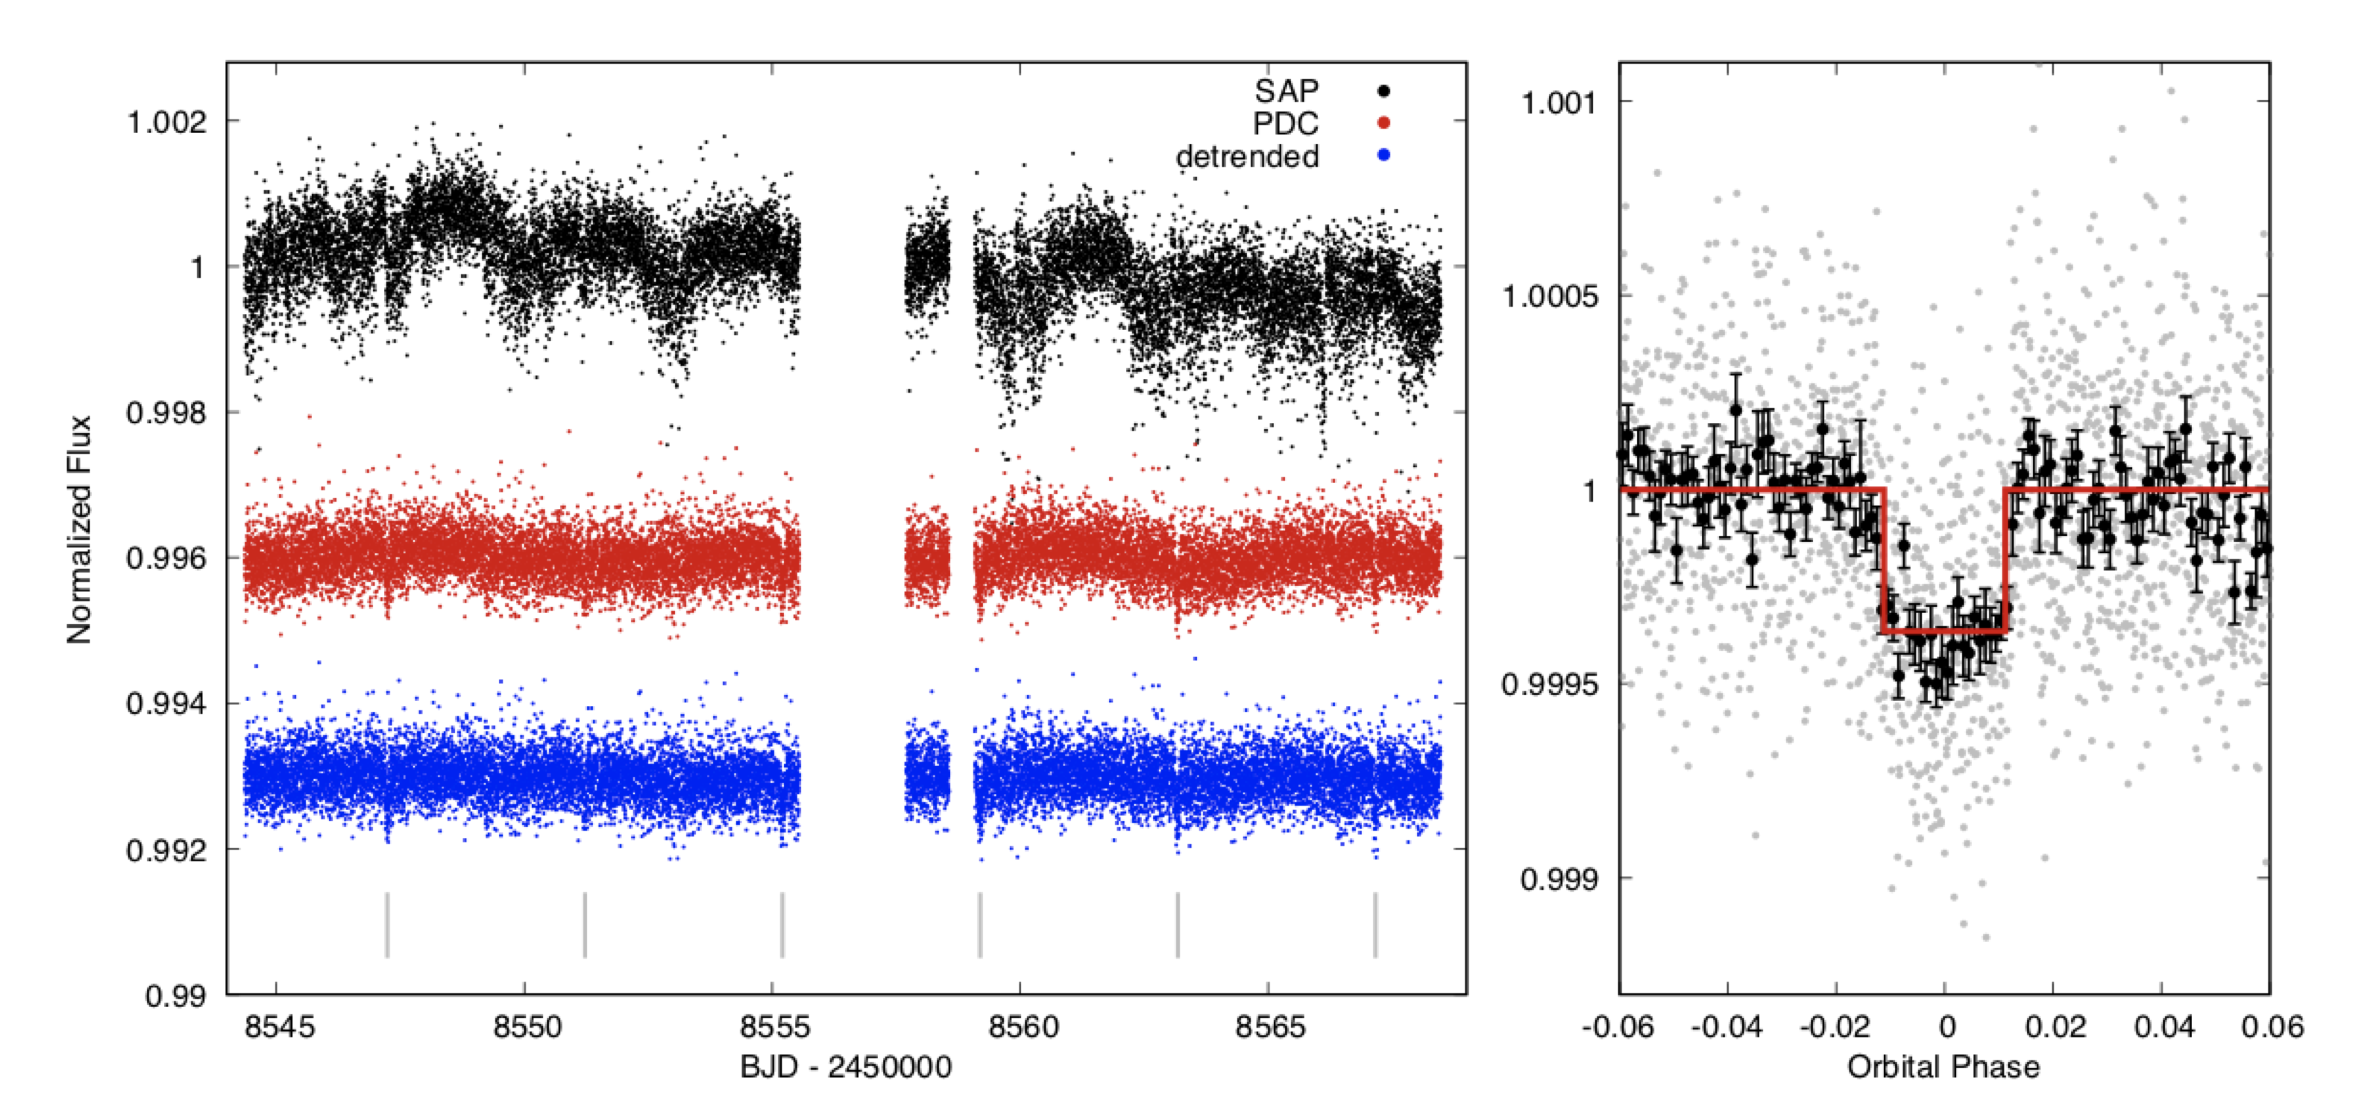 SAP
PDC
detrended
1.002
1
0.998
0.996
0.994
0.992
0.99
Normalized Flux
8545 8550 8555 8560 8565
BJD - 2450000
1.001
1.0005
1
0.9995
0.999
-0.06 -0.04 -0.02 0 0.02 0.04 0.06
Orbital Phase